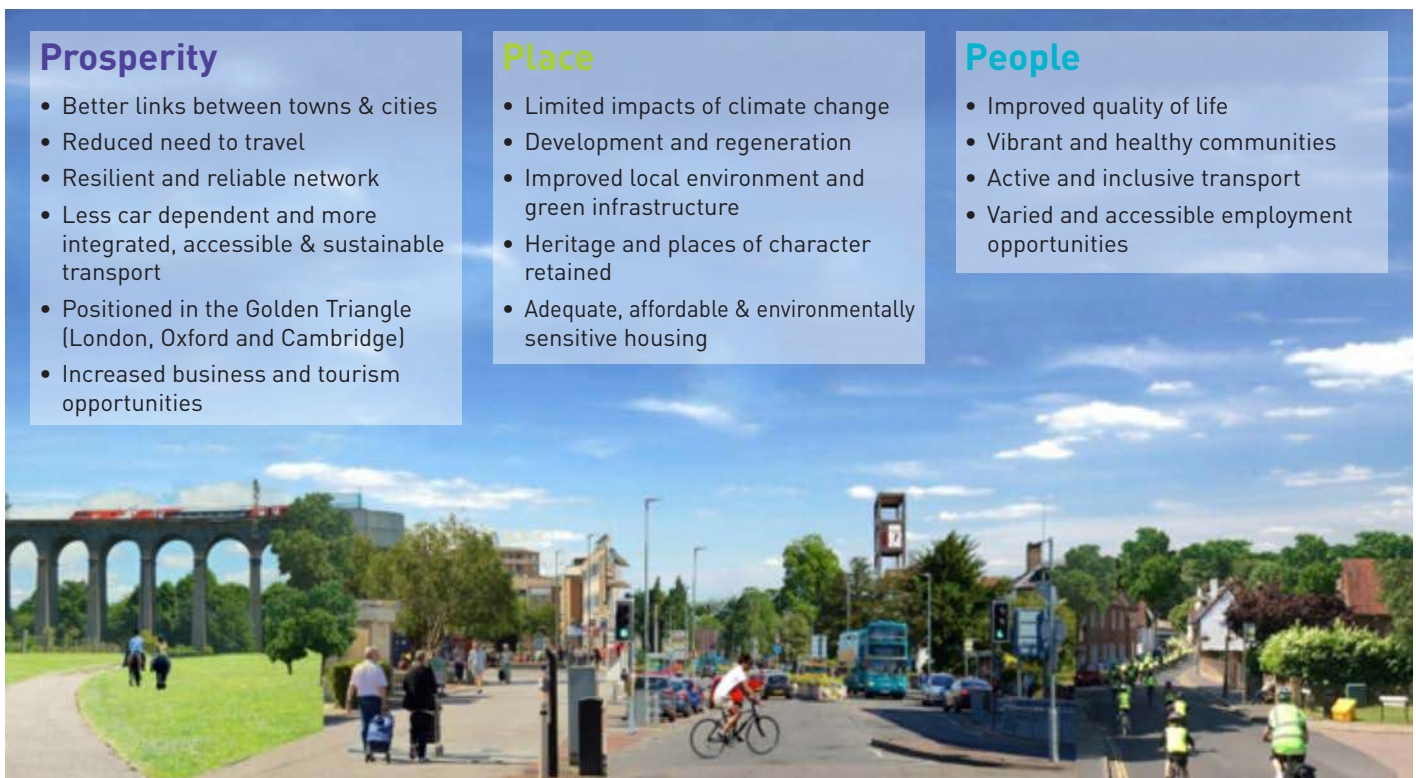 Prosperity
• Better links between towns & cities
• Reduced need to travel
• Resilient and reliable network
• Less car dependent and more
integrated, accessible & sustainable
transport
• Positioned in the Golden Triangle
(London, Oxford and Cambridge)
• Increased business and tourism
opportunities
Place
• Limited impacts of climate change
• Development and regeneration
• Improved local environment and
green infrastructure
• Heritage and places of character
retained
• Adequate, affordable & environmentally
sensitive housing
People
• Improved quality of life
• Vibrant and healthy communities
• Active and inclusive transport
• Varied and accessible employment
opportunities